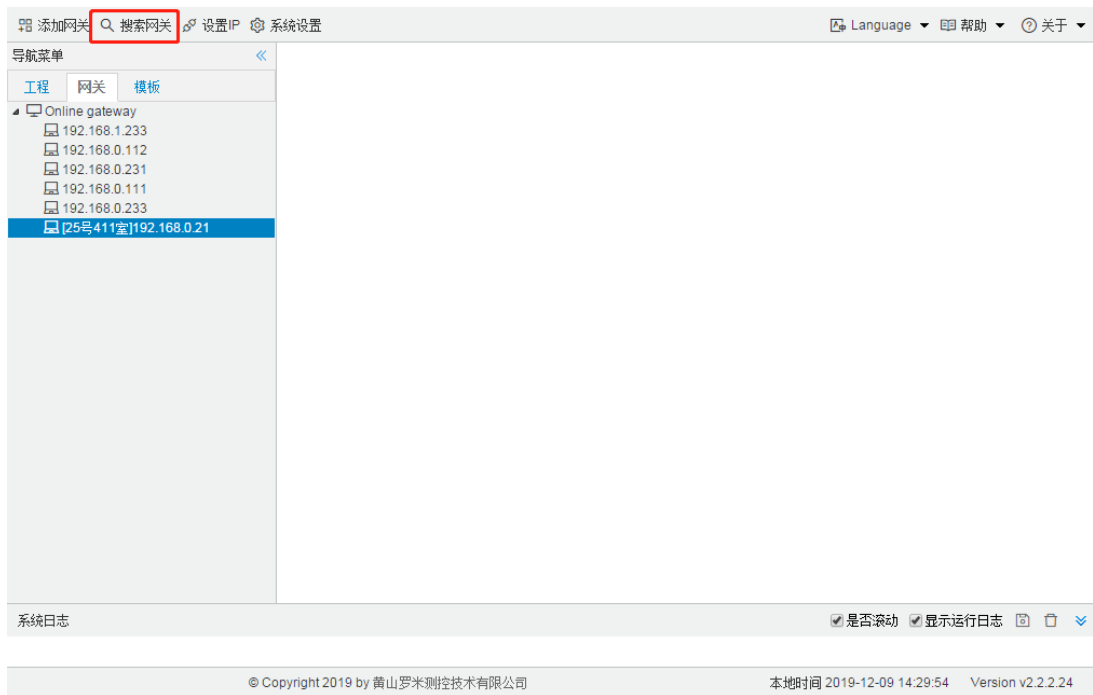 添加网关 搜索网关 设置IP 系统设置 Language 帮助 关于
导航菜单
工程 网关 模板
Online gateway
192.168.1.233
192.168.0.112
192.168.0.231
192.168.0.111
192.168.0.233
[25号411室]192.168.0.21
系统日志 是否滚动 显示运行日志
© Copyright 2019 by 黄山罗米测控技术有限公司 本地时间 2019-12-09 14:29:54 Version v2.2.2.24